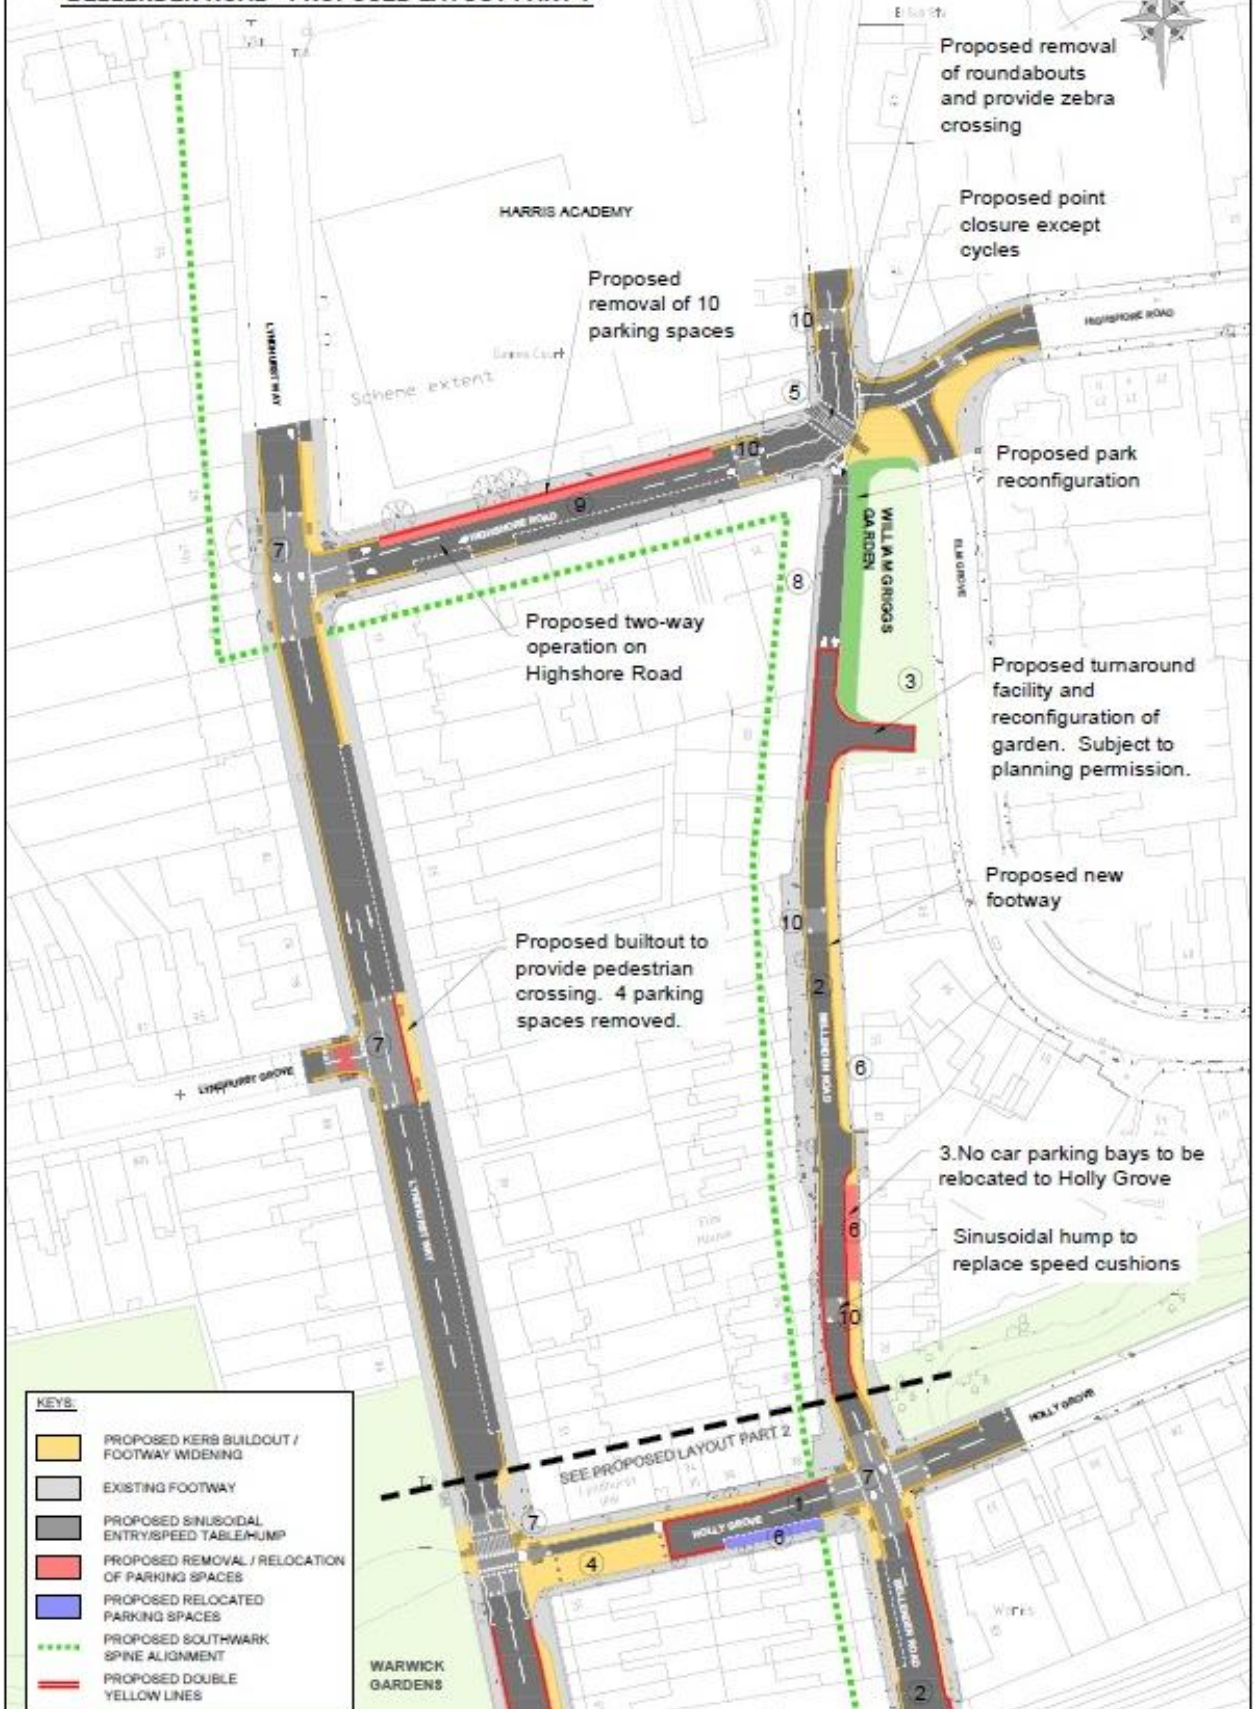 Proposed removal
of roundabouts
and provide zebra
crossing
Proposed point
closure except
cycles
HARRIS ACADEMY
Proposed
removal of 10
parking spaces
10
HIGHSHORE ROAD
LYNDHURST WAY
Scheme extent
5
10
Proposed park
reconfiguration
9
HIGHSHORE ROAD
7
WILLIAM GRIGGS
GARDEN
ELM GROVE
8
Proposed two-way
operation on
Highshore Road
3
Proposed turnaround
facility and
reconfiguration of
garden. Subject to
planning permission.
Proposed new
footway
10
Proposed builtout to
provide pedestrian
crossing. 4 parking
spaces removed.
2
BELLENDEN ROAD
7
6
LYNDHURST GROVE
3.No car parking bays to be
relocated to Holly Grove
LYNDHURST WAY
6
Sinusoidal hump to
replace speed cushions
10
HOLLY GROVE
SEE PROPOSED LAYOUT PART 2
7
7
1
HOLLY GROVE
6
4
BELLENDEN ROAD
Works
2
WARWICK
GARDENS
KEYS:
PROPOSED KERB BUILDOUT /
FOOTWAY WIDENING
EXISTING FOOTWAY
PROPOSED SINUSOIDAL
ENTRY/SPEED TABLE/HUMP
PROPOSED REMOVAL / RELOCATION
OF PARKING SPACES
PROPOSED RELOCATED
PARKING SPACES
PROPOSED SOUTHWARK
SPINE ALIGNMENT
PROPOSED DOUBLE
YELLOW LINES